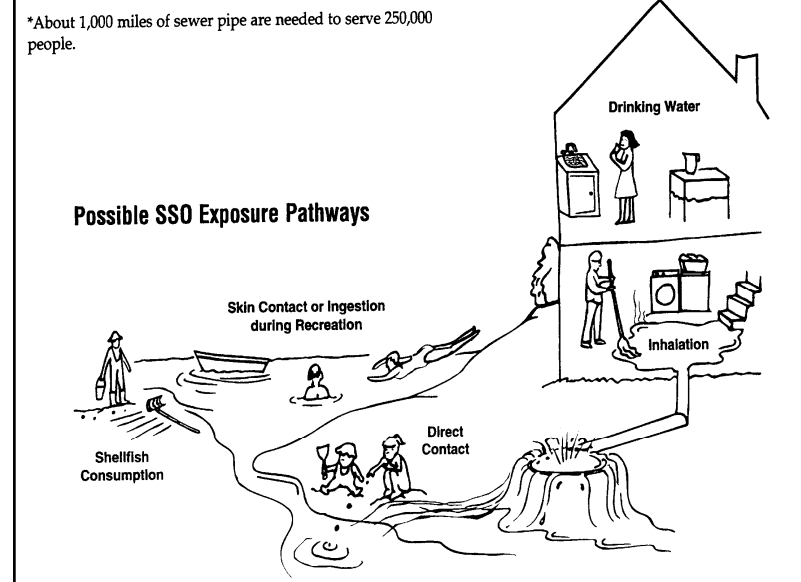 *About 1,000 miles of sewer pipe are needed to serve 250,000
people.
Drinking Water
Possible SSO Exposure Pathways
Skin Contact or Ingestion
during Recreation
Inhalation
Direct
Contact
Shellfish
Consumption